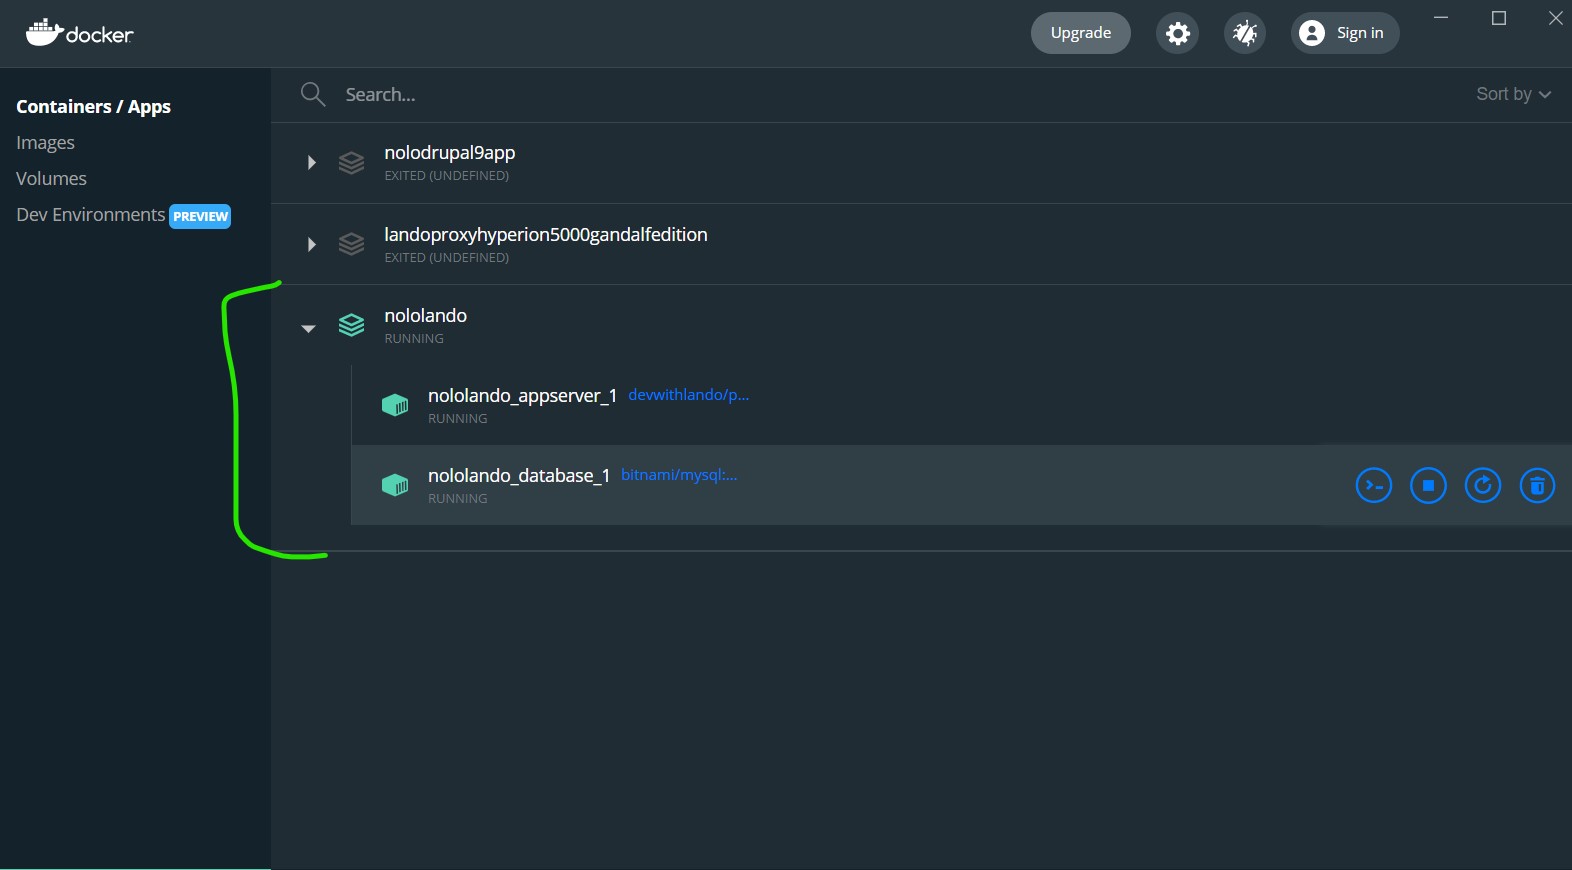 docker
Upgrade
Sign in
Containers / Apps
Images
Volumes
Dev Environments PREVIEW
Search...
Sort by
nolodrupal9app
EXITED (UNDEFINED)
landoproxyhyperion5000gandalfedition
EXITED (UNDEFINED)
nololando
RUNNING
nololando_appserver_1 devwithlando/p...
RUNNING
nololando_database_1 bitnami/mysql:...
RUNNING